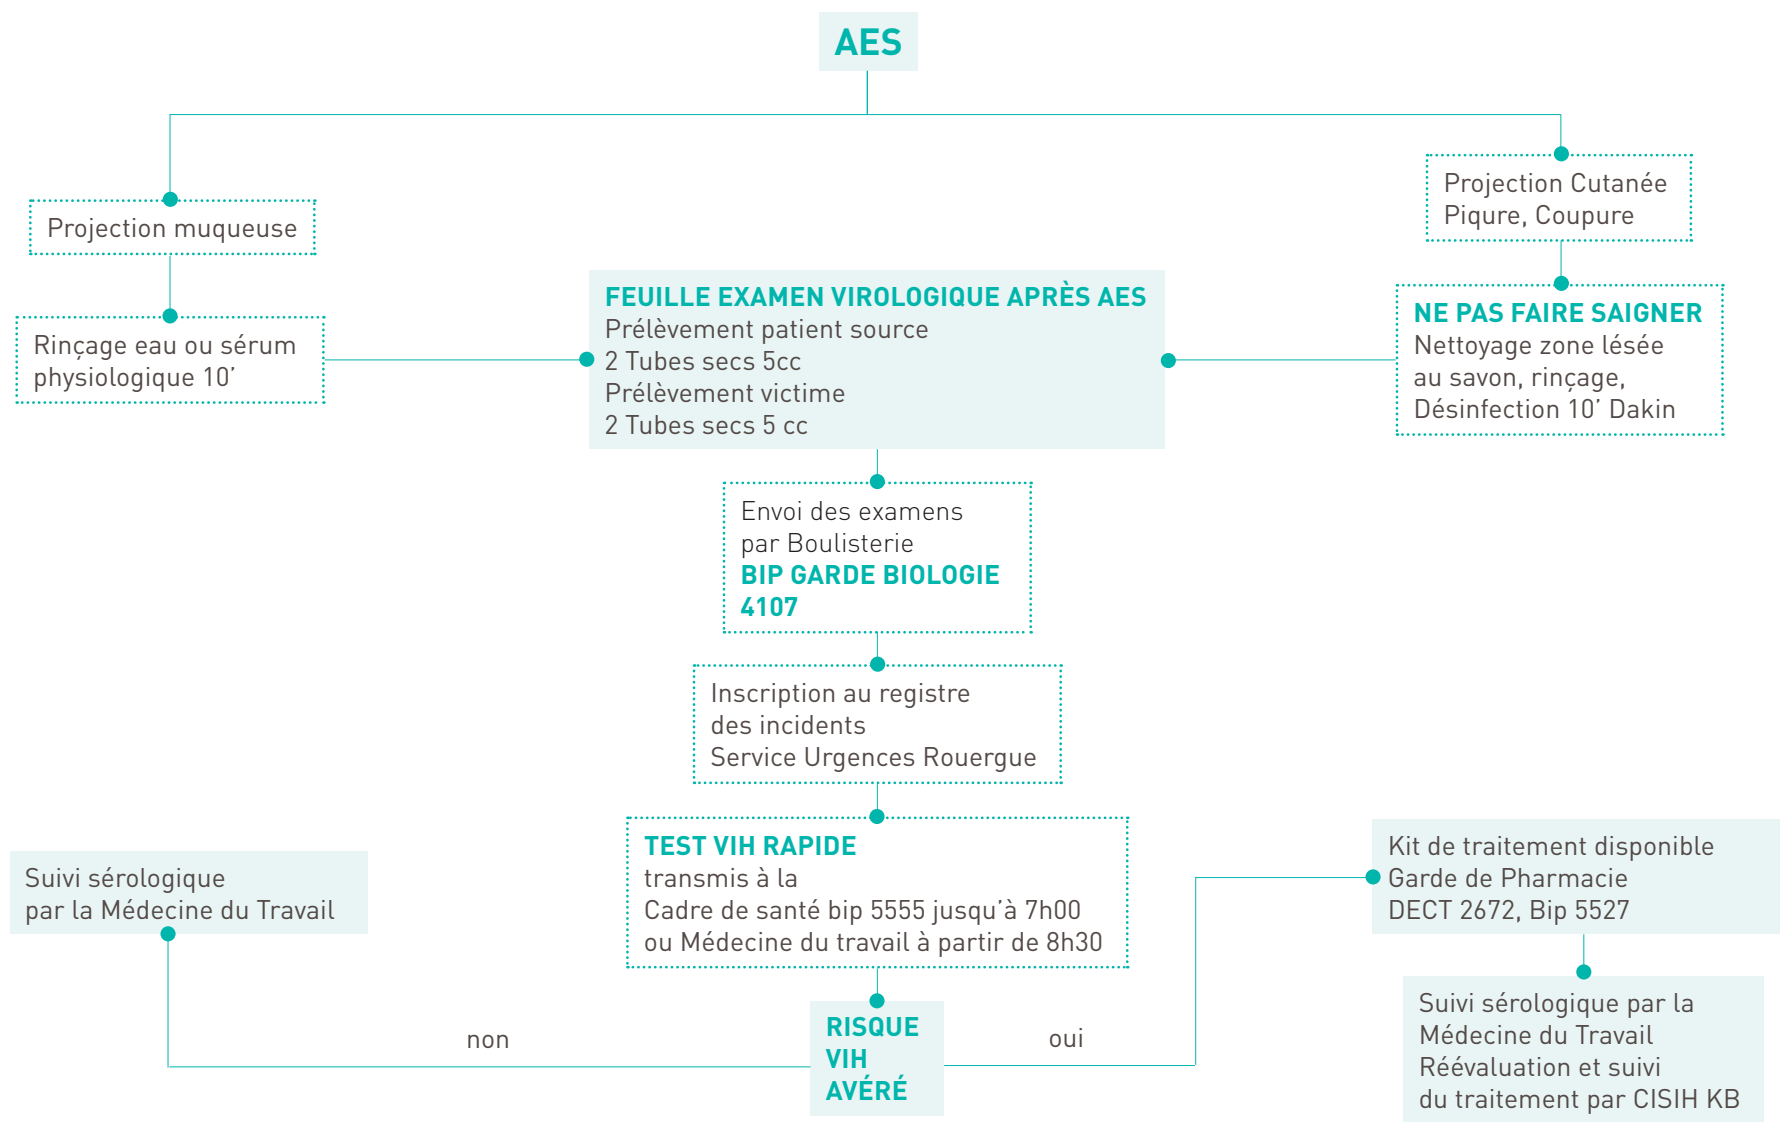 AES
Projection muqueuse
Rinçage eau ou sérum
physiologique 10’
Projection Cutanée
Piqure, Coupure
NE PAS FAIRE SAIGNER
Nettoyage zone lésée
au savon, rinçage,
Désinfection 10’ Dakin
FEUILLE EXAMEN VIROLOGIQUE APRÈS AES
Prélèvement patient source
2 Tubes secs 5cc
Prélèvement victime
2 Tubes secs 5 cc
Envoi des examens
par Boulisterie
BIP GARDE BIOLOGIE
4107
Inscription au registre
des incidents
Service Urgences Rouergue
TEST VIH RAPIDE
transmis à la
Cadre de santé bip 5555 jusqu’à 7h00
ou Médecine du travail à partir de 8h30
RISQUE
VIH
AVÉRÉ
non
Suivi sérologique
par la Médecine du Travail
oui
Kit de traitement disponible
Garde de Pharmacie
DECT 2672, Bip 5527
Suivi sérologique par la
Médecine du Travail
Réévaluation et suivi
du traitement par CISIH KB